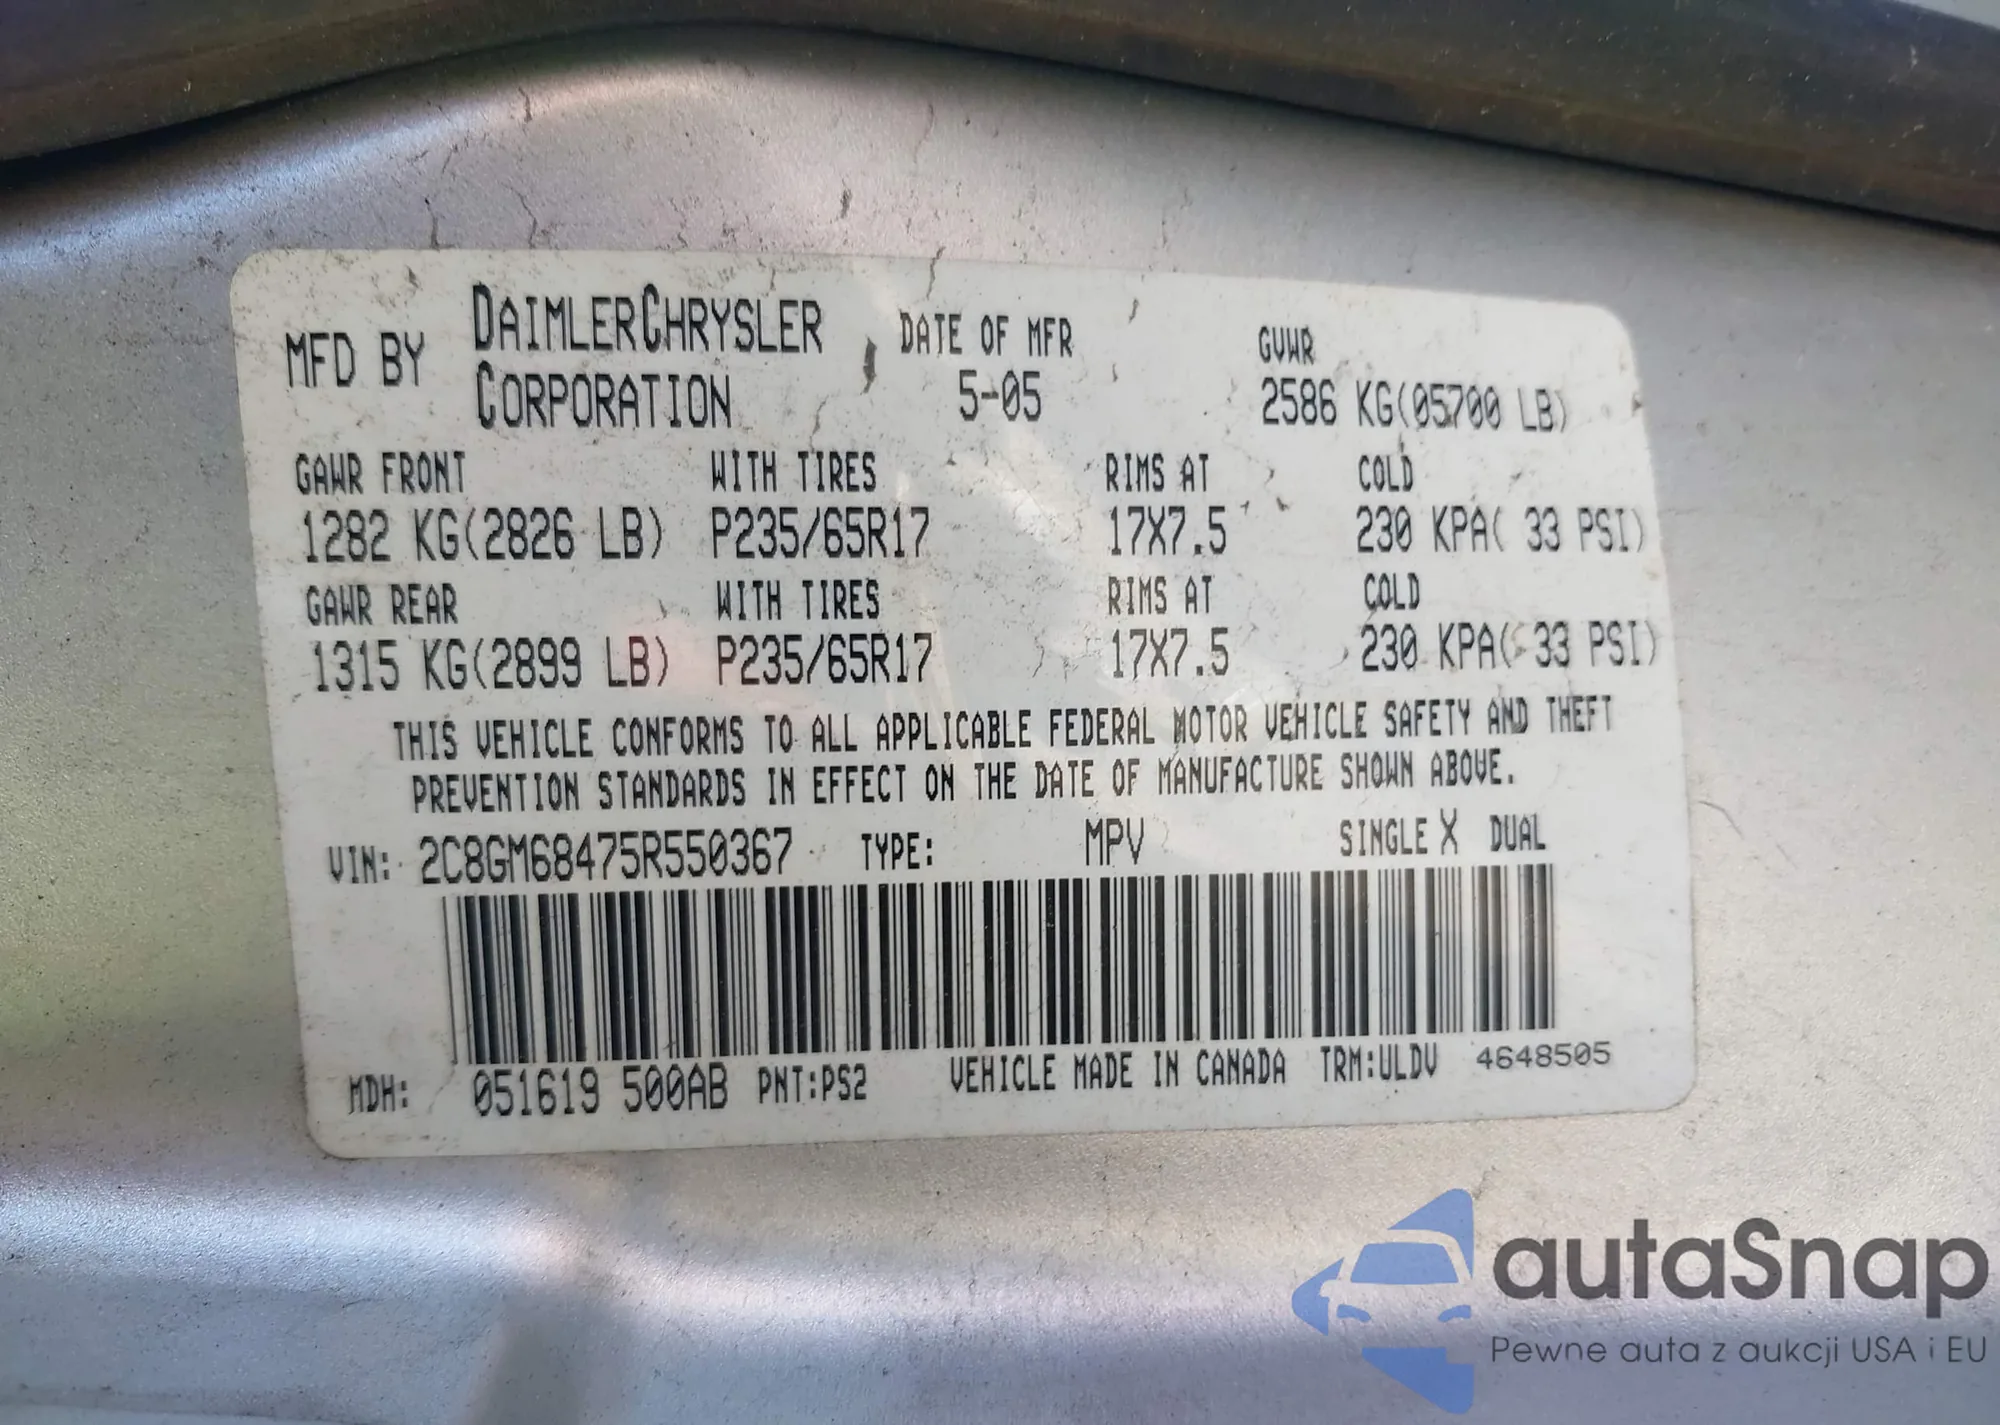 MFD BY DAIMLERCHRYSLER CORPORATION DATE OF MFR 5-05 GVWR 2586 KG(05700 LB)
GAWR FRONT WITH TIRES RIMS AT COLD
1282 KG(2826 LB) P235/65R17 17X7.5 230 KPA( 33 PSI)
GAWR REAR WITH TIRES RIMS AT COLD
1315 KG(2899 LB) P235/65R17 17X7.5 230 KPA( 33 PSI)
THIS VEHICLE CONFORMS TO ALL APPLICABLE FEDERAL MOTOR VEHICLE SAFETY AND THEFT
PREVENTION STANDARDS IN EFFECT ON THE DATE OF MANUFACTURE SHOWN ABOVE.
VIN: 2C8GM68475R550367 TYPE: MPV SINGLE X DUAL
MDH: 051619 500AB PNT:PS2 VEHICLE MADE IN CANADA TRM:ULDV 4648505
autaSnap
Pewne auta z aukcji USA i EU